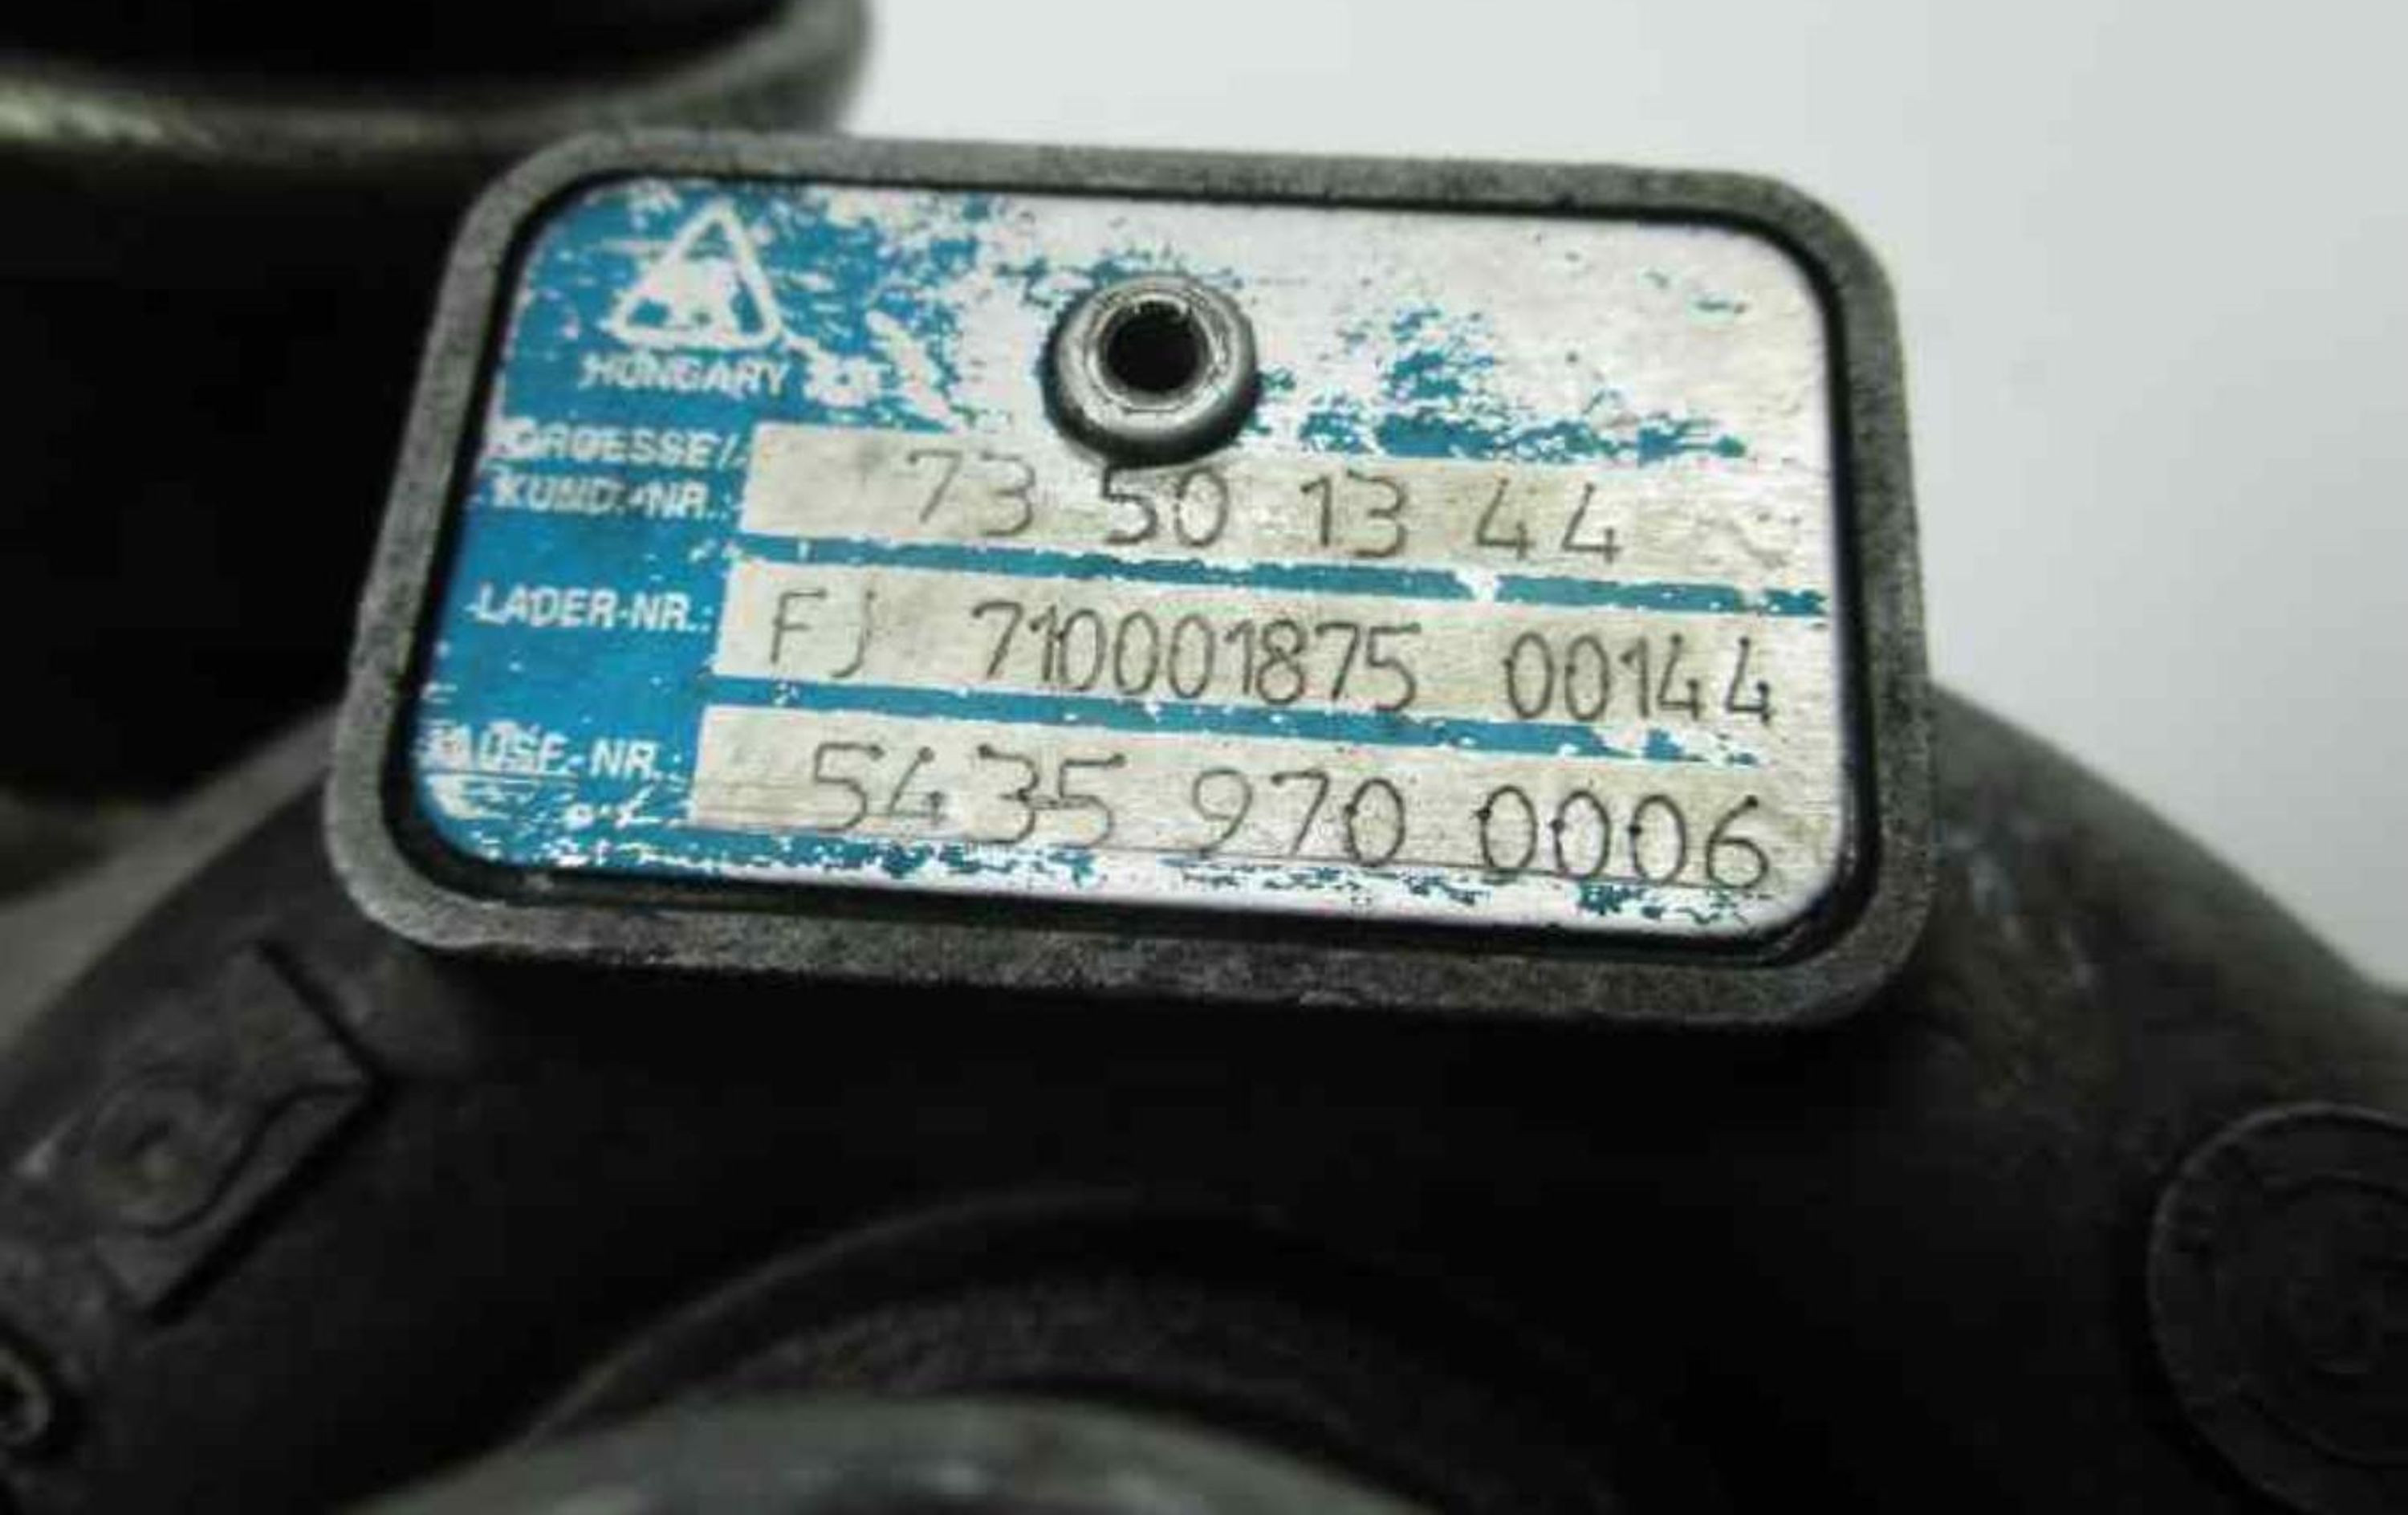 HUNGARY
GROESSE/
KUND.-NR.: 73 50 13 44
LADER-NR.: FJ 710001875 00144
AUSF.-NR.: 5435 970 0006